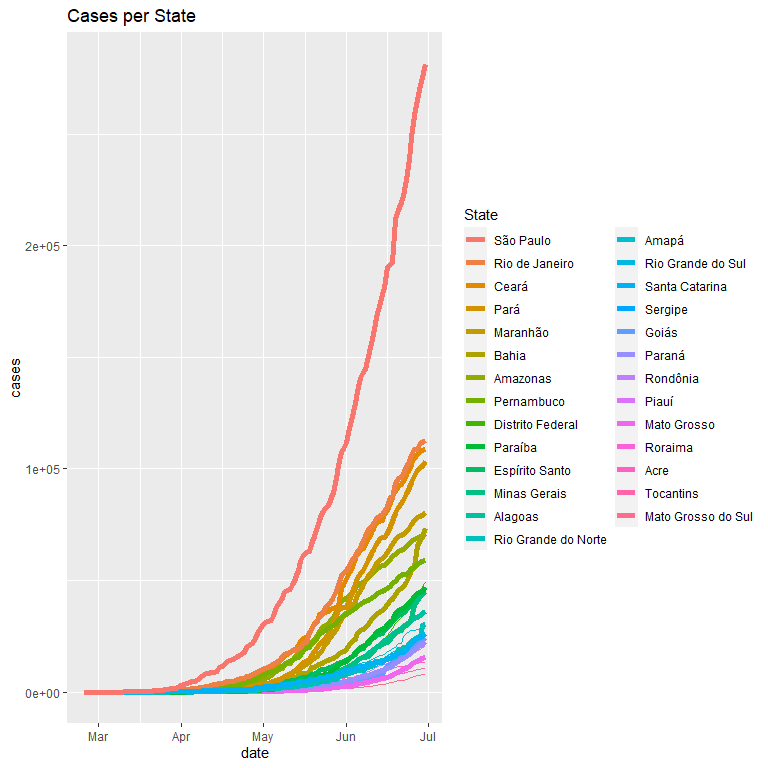 Cases per State
cases
2e+05
1e+05
0e+00
Mar
Apr
May
Jun
Jul
date
State
São Paulo
Rio de Janeiro
Ceará
Pará
Maranhão
Bahia
Amazonas
Pernambuco
Distrito Federal
Paraíba
Espírito Santo
Minas Gerais
Alagoas
Rio Grande do Norte
Amapá
Rio Grande do Sul
Santa Catarina
Sergipe
Goiás
Paraná
Rondônia
Piauí
Mato Grosso
Roraima
Acre
Tocantins
Mato Grosso do Sul